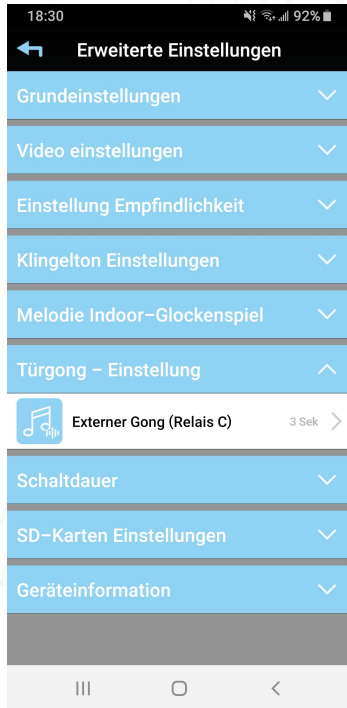 18:30 92%
Erweiterte Einstellungen
Grundeinstellungen
Video einstellungen
Einstellung Empfindlichkeit
Klingelton Einstellungen
Melodie Indoor–Glockenspiel
Türgong – Einstellung
Externer Gong (Relais C) 3 Sek
Schaltdauer
SD–Karten Einstellungen
Geräteinformation